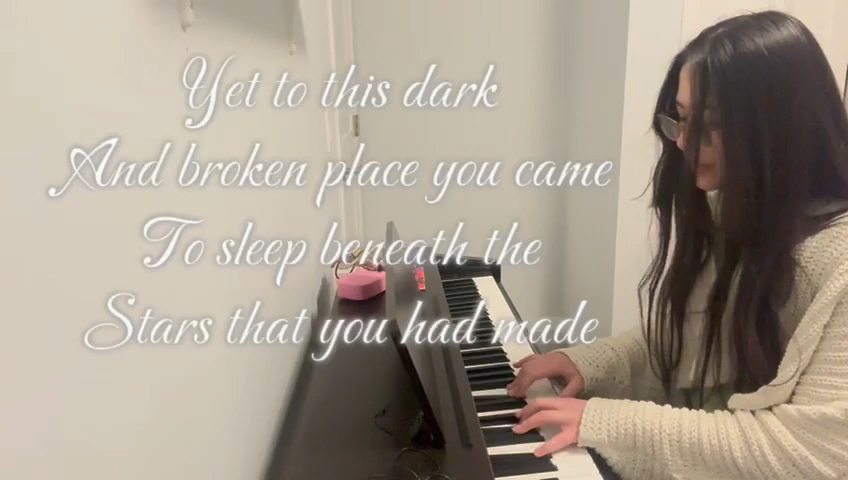 Yet to this dark
And broken place you came
To sleep beneath the
Stars that you had made